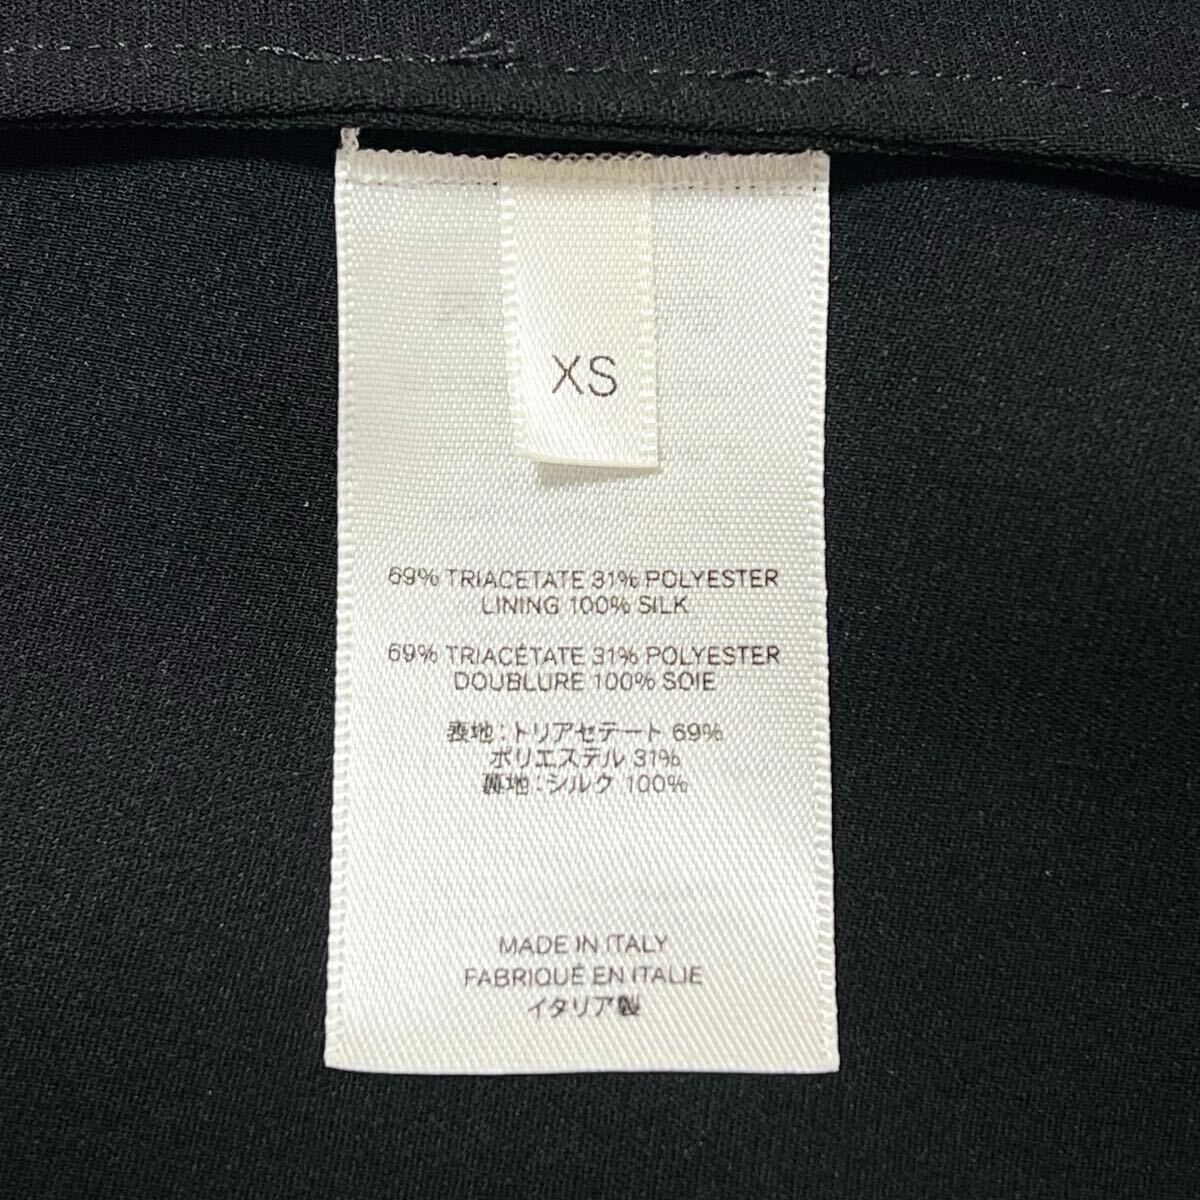 XS
69% TRIACETATE 31% POLYESTER
LINING 100% SILK
69% TRIACÉTATE 31% POLYESTER
DOUBLURE 100% SOIE
表地:トリアセテート 69%
ポリエステル 31%
裏地:シルク 100%
MADE IN ITALY
FABRIQUÉ EN ITALIE
イタリア製